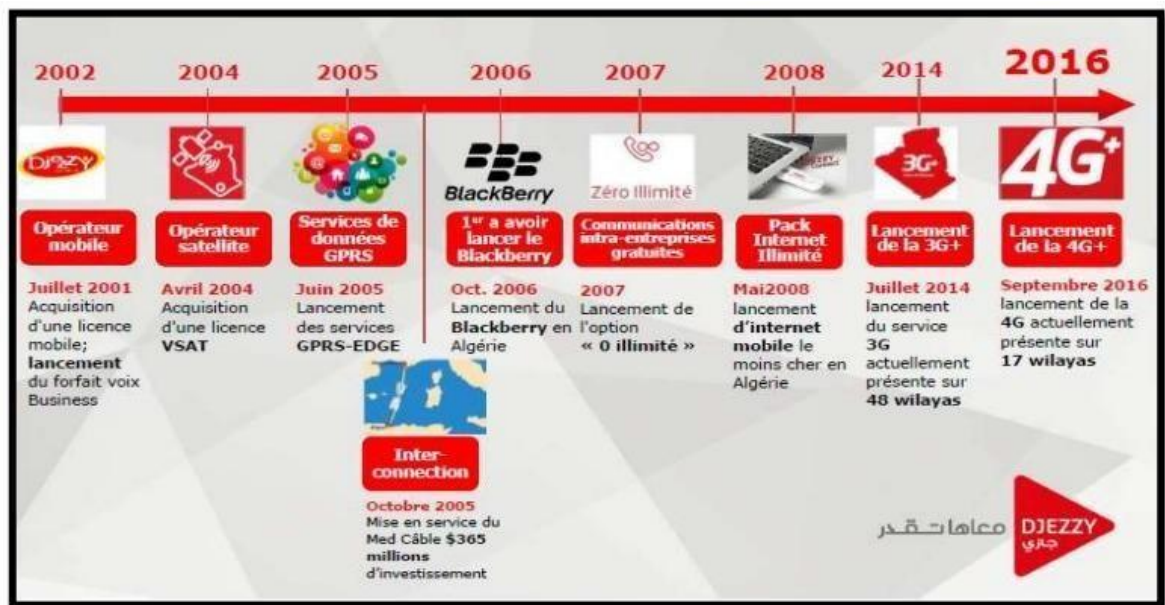 2002
2004
2005
2006
2007
2008
2014
2016
DJEZZY
BlackBerry
Zéro Illimité
3G+
4G+
Opérateur
mobile
Juillet 2001
Acquisition
d'une licence
mobile;
lancement
du forfait voix
Business
Opérateur
satellite
Avril 2004
Acquisition
d'une licence
VSAT
Services de
données
GPRS
Juin 2005
Lancement
des services
GPRS-EDGE
Inter-
connection
Octobre 2005
Mise en service du
Med Câble $365
millions
d'investissement
1er a avoir
lancer le
Blackberry
Oct. 2006
Lancement du
Blackberry en
Algérie
Communications
intra-entreprises
gratuites
2007
Lancement de
l'option
« 0 illimité »
Pack
Internet
Illimité
Mai2008
lancement
d'internet
mobile le
moins cher en
Algérie
Lancement
de la 3G+
Juillet 2014
lancement
du service
3G
actuellement
présente sur
48 wilayas
Lancement
de la 4G+
Septembre 2016
lancement de la
4G actuellement
présente sur
17 wilayas
معاها نقدر
DJEZZY
جازي